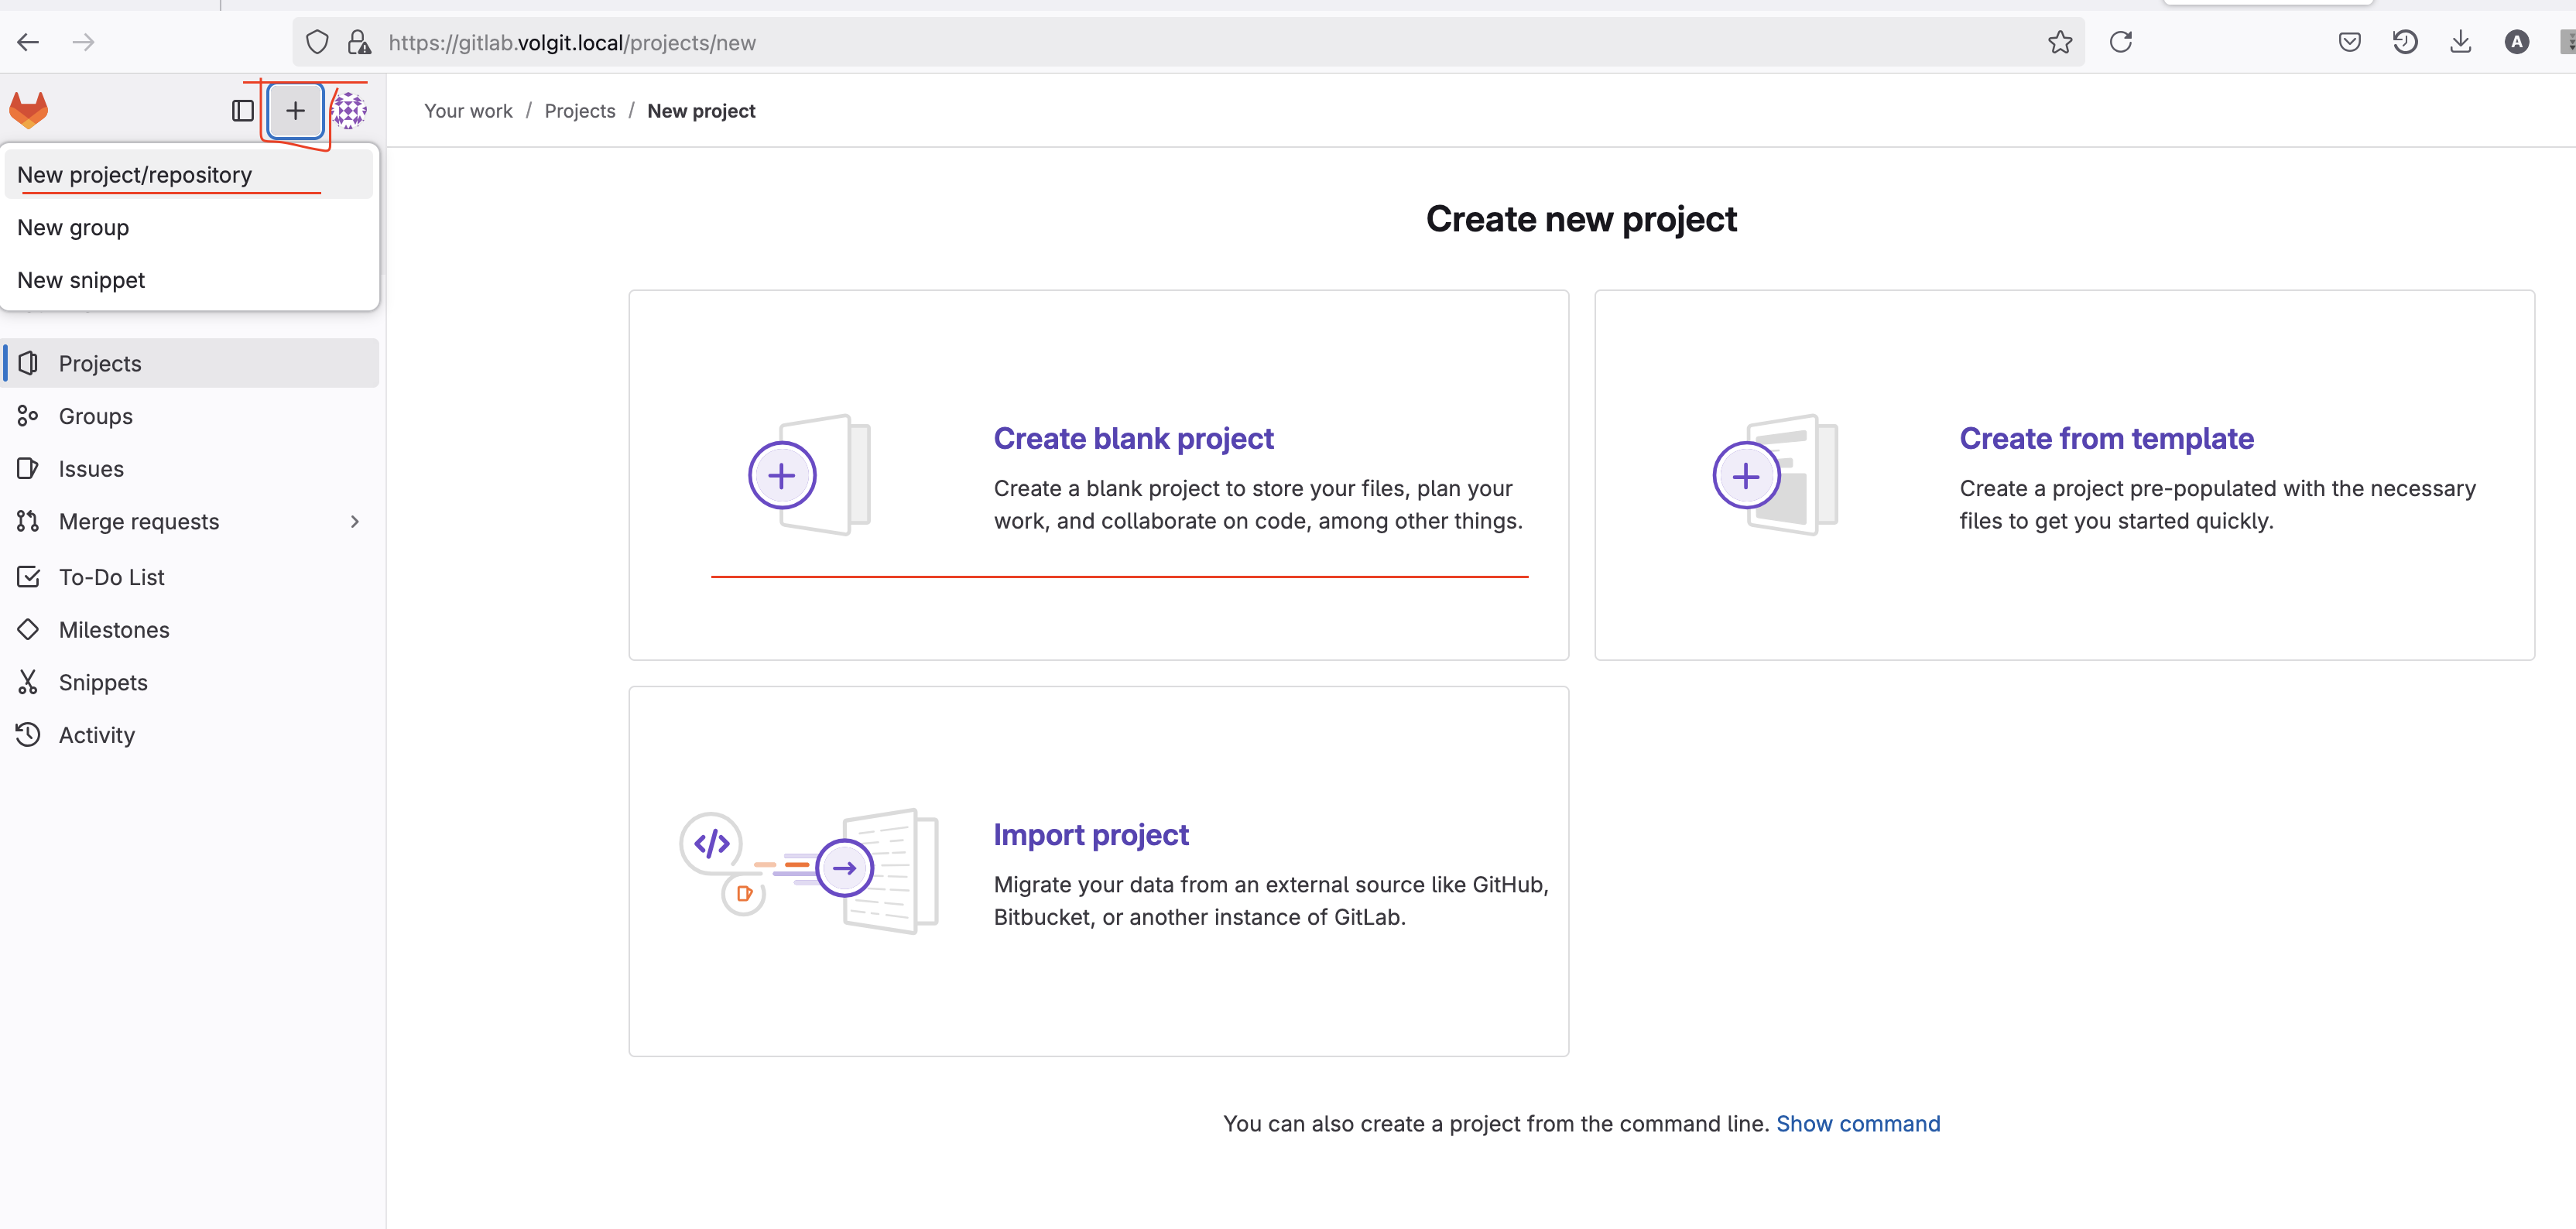 https://gitlab.volgit.local/projects/new
A
Your work / Projects / New project
New project/repository
New group
New snippet
Projects
Groups
Issues
Merge requests
To-Do List
Milestones
Snippets
Activity
Create new project
Create blank project
Create a blank project to store your files, plan your
work, and collaborate on code, among other things.
Create from template
Create a project pre-populated with the necessary
files to get you started quickly.
Import project
Migrate your data from an external source like GitHub,
Bitbucket, or another instance of GitLab.
You can also create a project from the command line. Show command